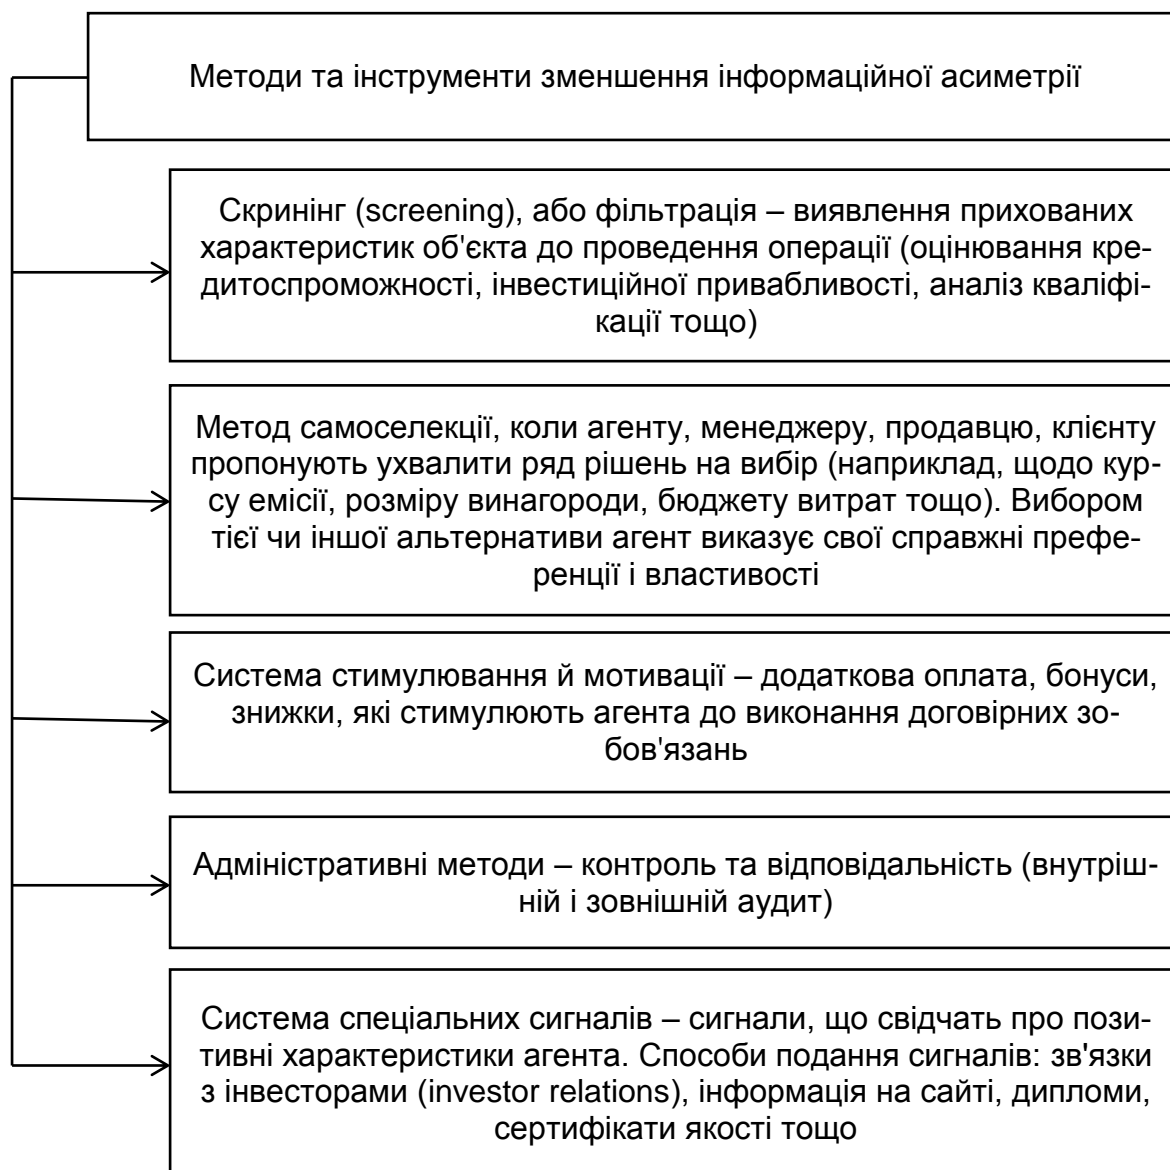 Методи та інструменти зменшення інформаційної асиметрії
Скринінг (screening), або фільтрація – виявлення прихованих
характеристик об'єкта до проведення операції (оцінювання кре-
дитоспроможності, інвестиційної привабливості, аналіз кваліфі-
кації тощо)
Метод самоселекції, коли агенту, менеджеру, продавцю, клієнту
пропонують ухвалити ряд рішень на вибір (наприклад, щодо кур-
су емісії, розміру винагороди, бюджету витрат тощо). Вибором
тієї чи іншої альтернативи агент виказує свої справжні префе-
ренції і властивості
Система стимулювання й мотивації – додаткова оплата, бонуси,
знижки, які стимулюють агента до виконання договірних зо-
бов'язань
Адміністративні методи – контроль та відповідальність (внутріш-
ній і зовнішній аудит)
Система спеціальних сигналів – сигнали, що свідчать про пози-
тивні характеристики агента. Способи подання сигналів: зв'язки
з інвесторами (investor relations), інформація на сайті, дипломи,
сертифікати якості тощо